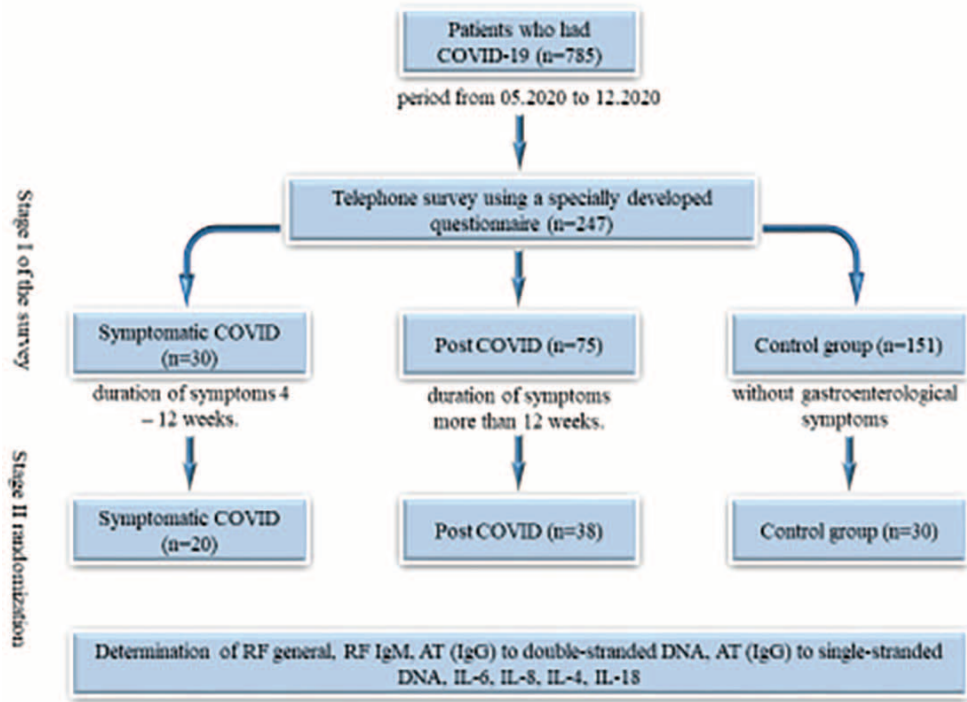 Patients who had
COVID-19 (n=785)
period from 05.2020 to 12.2020
Stage I of the survey
Telephone survey using a specially developed
questionnaire (n=247)
Symptomatic COVID
(n=30)
duration of symptoms 4
– 12 weeks.
Post COVID (n=75)
duration of symptoms
more than 12 weeks.
Control group (n=151)
without gastroenterological
symptoms
Stage II randomization
Symptomatic COVID
(n=20)
Post COVID (n=38)
Control group (n=30)
Determination of RF general, RF IgM, AT (IgG) to double-stranded DNA, AT (IgG) to single-stranded
DNA, IL-6, IL-8, IL-4, IL-18